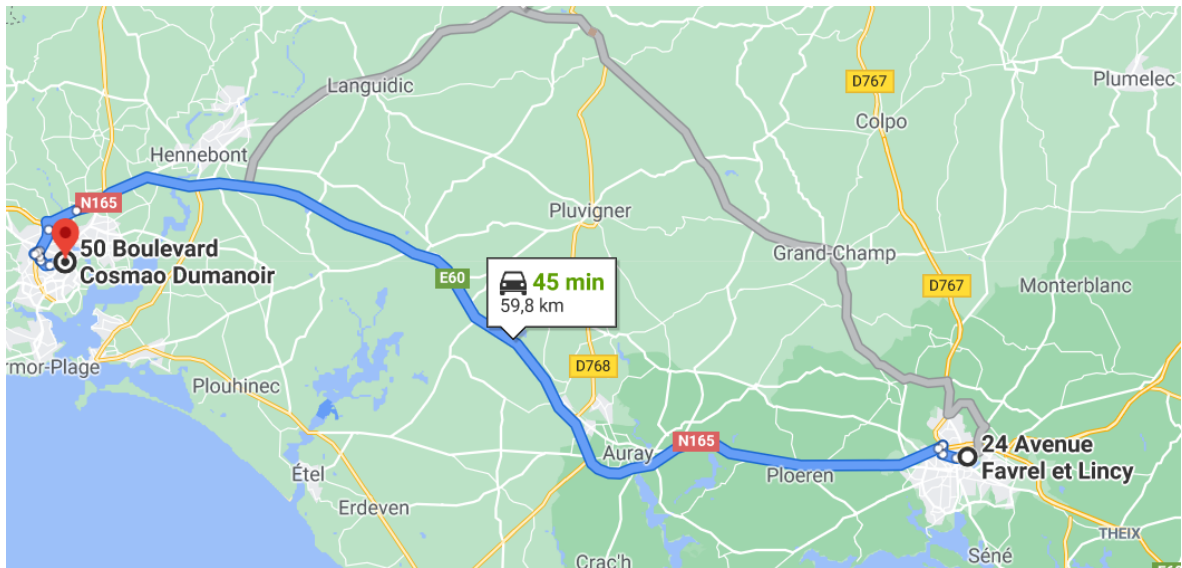 Languidic
D767
Plumelec
Colpo
Hennebont
N165
Pluvigner
50 Boulevard
Cosmao Dumanoir
Grand-Champ
E60
45 min
59,8 km
D767
Monterblanc
rmor-Plage
D768
Plouhinec
N165
Auray
24 Avenue
Favrel et Lincy
Ploeren
Étel
Erdeven
THEIX
Séné
Crac'h